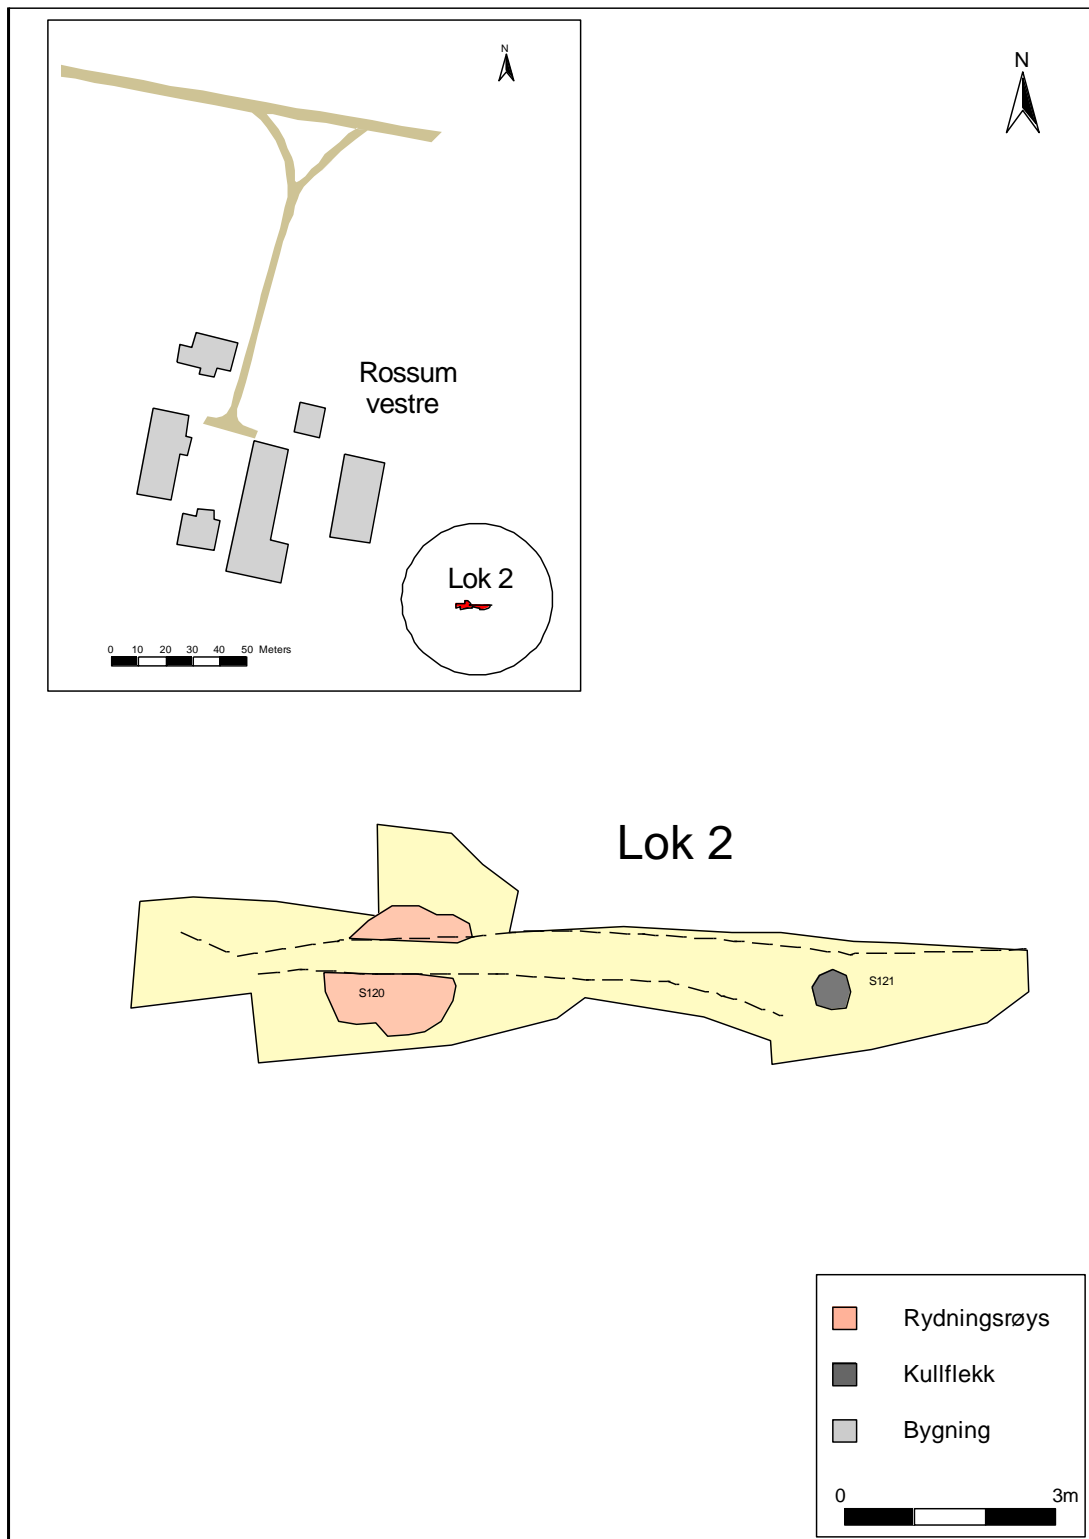 N
N
Rossum
vestre
Lok 2
0 10 20 30 40 50 Meters
Lok 2
S120
S121
Rydningsrøys
Kullflekk
Bygning
0 3m